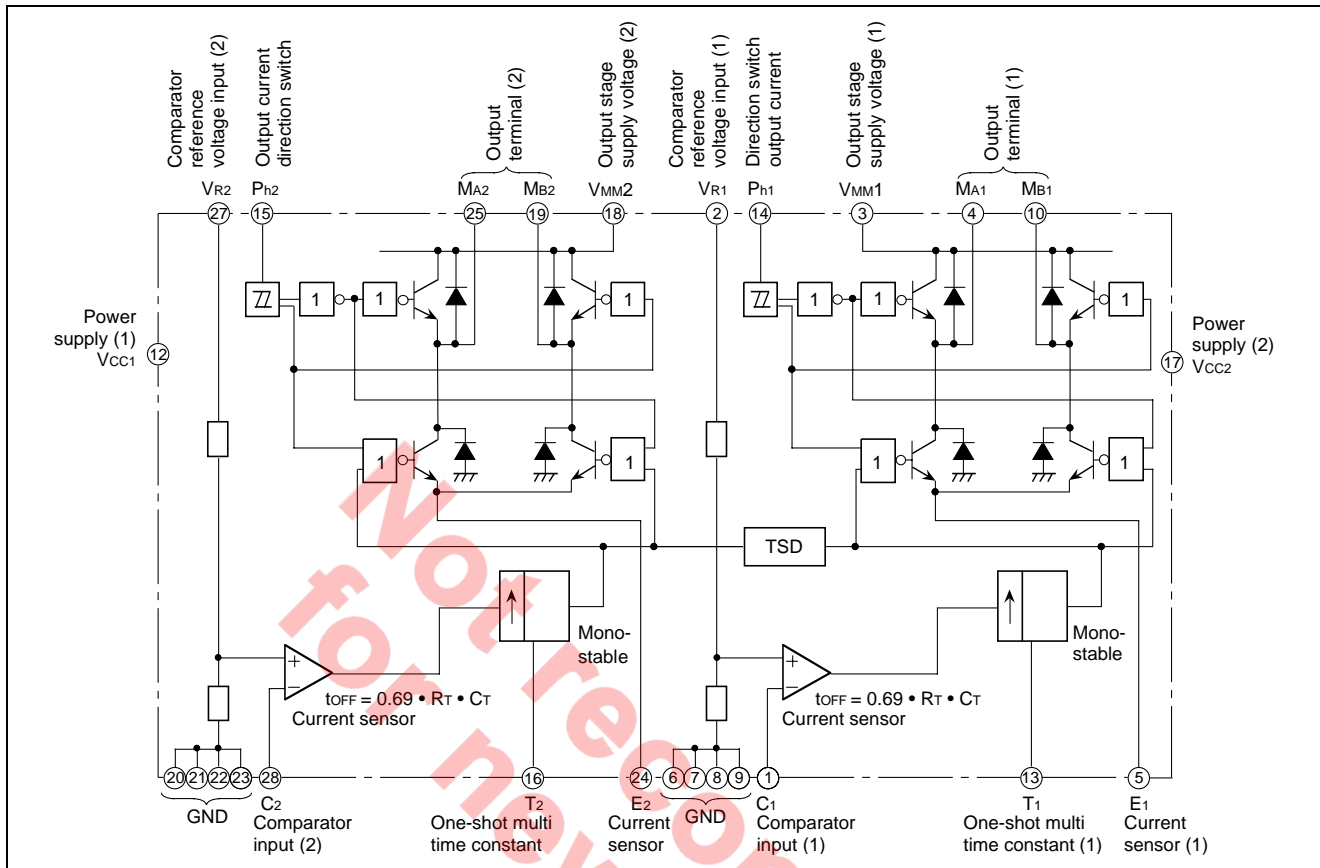 Comparator
reference
voltage input (2)
Output current
direction switch
Output
terminal (2)
Output stage
supply voltage (2)
Comparator
reference
voltage input (1)
Direction switch
output current
Output stage
supply voltage (1)
Output
terminal (1)
VR2
Ph2
MA2
MB2
VMM2
VR1
Ph1
VMM1
MA1
MB1
27
15
25
19
18
2
14
3
4
10
1
1
1
1
1
1
Power
supply (1)
VCC1
12
Power
supply (2)
VCC2
17
1
1
1
1
TSD
Mono-
stable
Mono-
stable
+
−
+
−
tOFF = 0.69 • RT • CT
Current sensor
tOFF = 0.69 • RT • CT
Current sensor
20
21
22
23
28
16
24
6
7
8
9
1
13
5
GND
C2
Comparator
input (2)
T2
One-shot multi
time constant
E2
Current
sensor
GND
C1
Comparator
input (1)
T1
One-shot multi
time constant (1)
E1
Current
sensor (1)
Not recon
for new